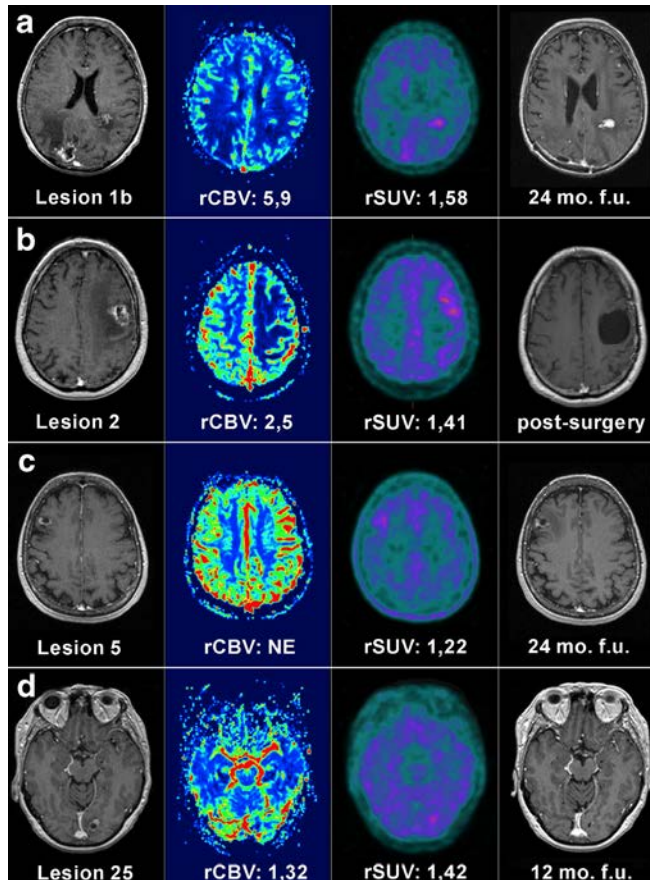 a
Lesion 1b
rCBV: 5,9
rSUV: 1,58
24 mo. f.u.
b
Lesion 2
rCBV: 2,5
rSUV: 1,41
post-surgery
c
Lesion 5
rCBV: NE
rSUV: 1,22
24 mo. f.u.
d
Lesion 25
rCBV: 1,32
rSUV: 1,42
12 mo. f.u.